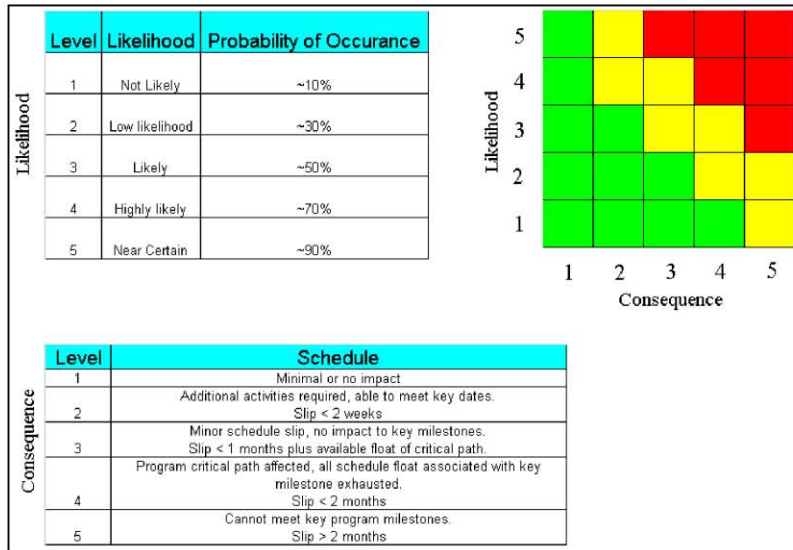 Likelihood
Level Likelihood Probability of Occurance
1 Not Likely ~10%
2 Low likelihood ~30%
3 Likely ~50%
4 Highly likely ~70%
5 Near Certain ~90%
Likelihood
5
4
3
2
1
1 2 3 4 5
Consequence
Consequence
Level Schedule
1 Minimal or no impact
Additional activities required, able to meet key dates.
2 Slip < 2 weeks
Minor schedule slip, no impact to key milestones.
3 Slip < 1 months plus available float of critical path.
Program critical path affected, all schedule float associated with key
milestone exhausted.
4 Slip < 2 months
Cannot meet key program milestones.
5 Slip > 2 months